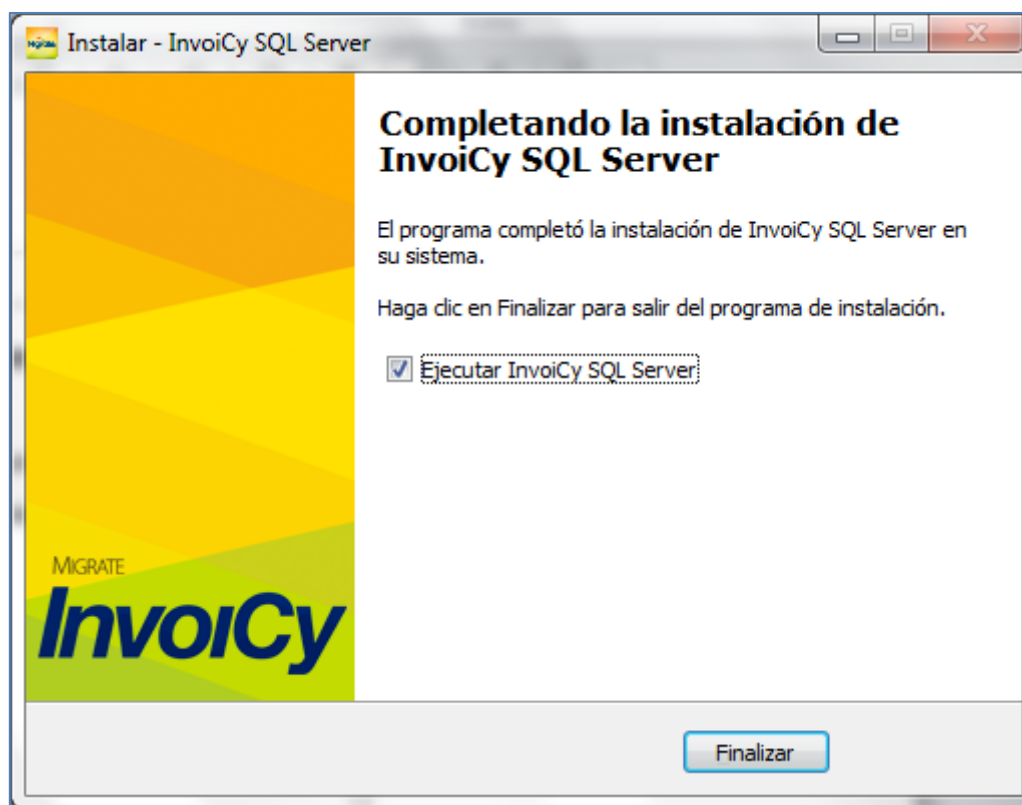 Instalar - InvoiCy SQL Server
Completando la instalación de
InvoiCy SQL Server
El programa completó la instalación de InvoiCy SQL Server en
su sistema.
Haga clic en Finalizar para salir del programa de instalación.
Ejecutar InvoiCy SQL Server
MIGRATE
InvoiCy
Finalizar